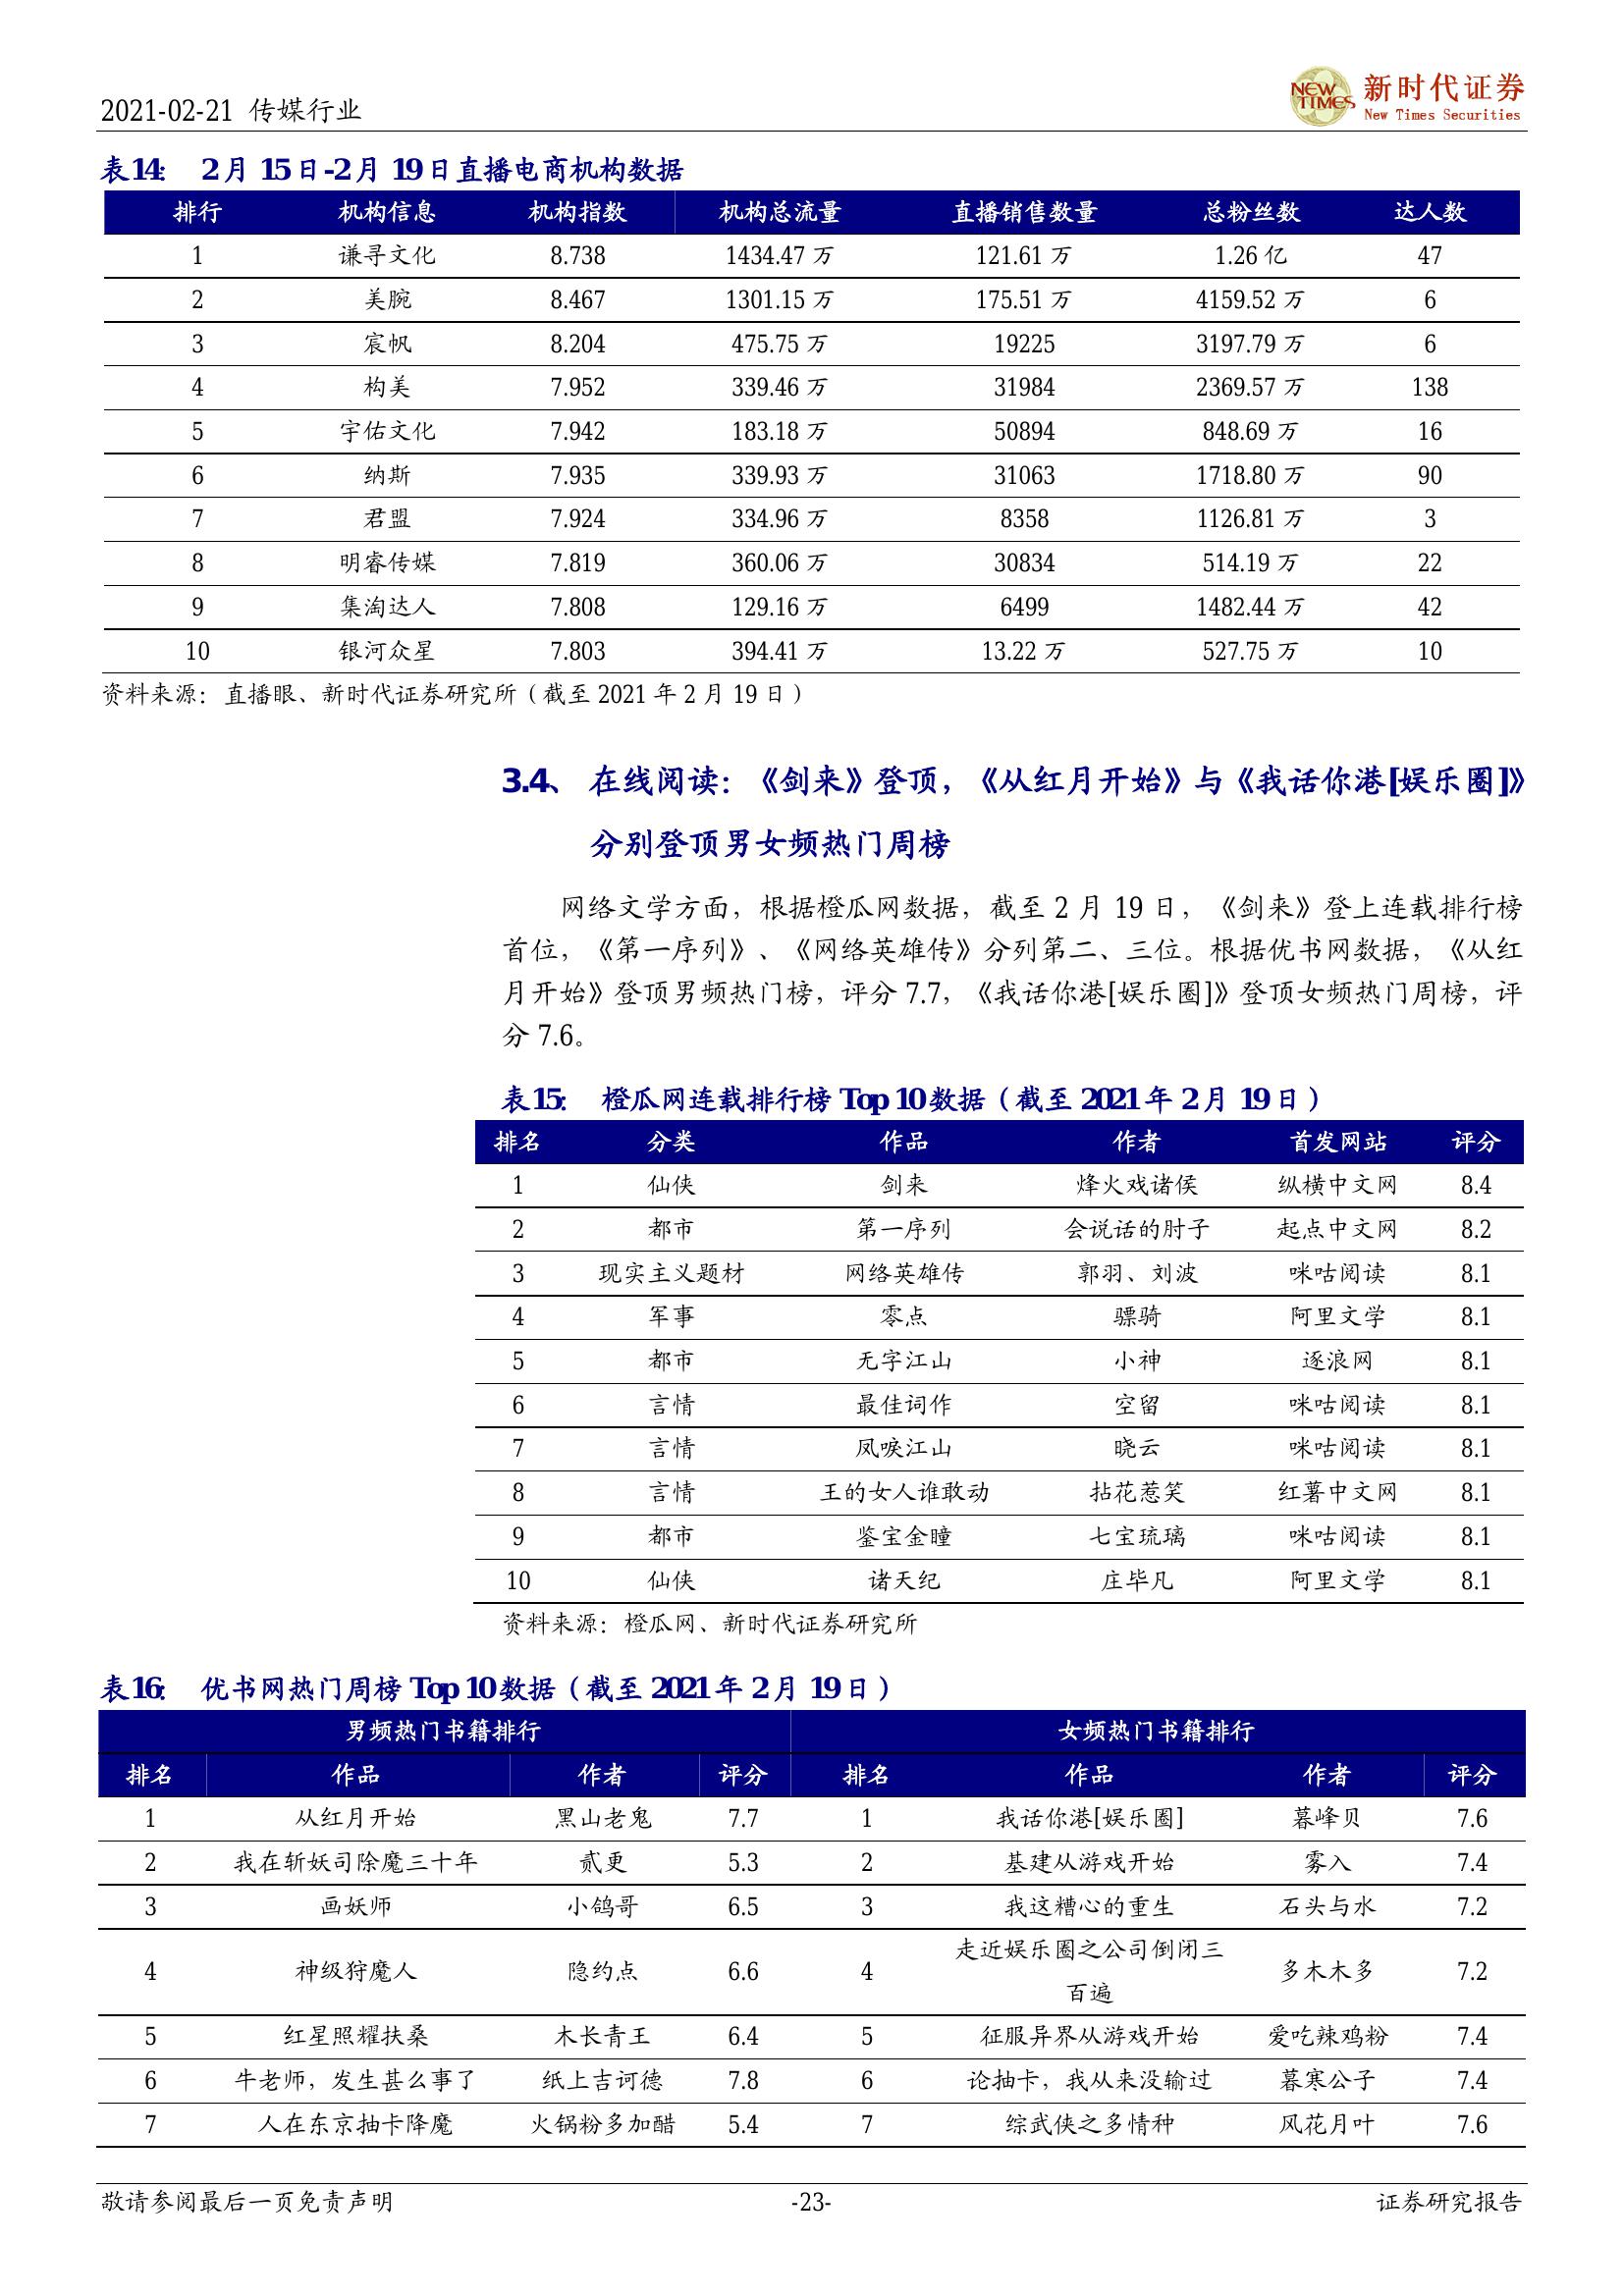 2021-02-21 传媒行业
NEW TIMES 新时代证券
New Times Securities
表14: 2月 15日-2月 19日直播电商机构数据
排行 机构信息 机构指数 机构总流量 直播销售数量 总粉丝数 达人数
1 谦寻文化 8.738 1434.47 万 121.61 万 1.26 亿 47
2 美腕 8.467 1301.15 万 175.51 万 4159.52 万 6
3 宸帆 8.204 475.75 万 19225 3197.79 万 6
4 构美 7.952 339.46 万 31984 2369.57 万 138
5 宇佑文化 7.942 183.18 万 50894 848.69 万 16
6 纳斯 7.935 339.93 万 31063 1718.80 万 90
7 君盟 7.924 334.96 万 8358 1126.81 万 3
8 明睿传媒 7.819 360.06 万 30834 514.19 万 22
9 集淘达人 7.808 129.16 万 6499 1482.44 万 42
10 银河众星 7.803 394.41 万 13.22 万 527.75 万 10
资料来源：直播眼、新时代证券研究所（截至 2021 年 2 月 19 日）
3.4、 在线阅读：《剑来》登顶，《从红月开始》与《我话你港[娱乐圈]》
分别登顶男女频热门周榜
网络文学方面，根据橙瓜网数据，截至 2 月 19 日，《剑来》登上连载排行榜
首位，《第一序列》、《网络英雄传》分列第二、三位。根据优书网数据，《从红
月开始》登顶男频热门榜，评分 7.7，《我话你港[娱乐圈]》登顶女频热门周榜，评
分 7.6。
表15: 橙瓜网连载排行榜 Top 10数据（截至 2021年 2月 19日）
排名 分类 作品 作者 首发网站 评分
1 仙侠 剑来 烽火戏诸侯 纵横中文网 8.4
2 都市 第一序列 会说话的肘子 起点中文网 8.2
3 现实主义题材 网络英雄传 郭羽、刘波 咪咕阅读 8.1
4 军事 零点 骠骑 阿里文学 8.1
5 都市 无字江山 小神 逐浪网 8.1
6 言情 最佳词作 空留 咪咕阅读 8.1
7 言情 凤唳江山 晓云 咪咕阅读 8.1
8 言情 王的女人谁敢动 拈花惹笑 红薯中文网 8.1
9 都市 鉴宝金瞳 七宝琉璃 咪咕阅读 8.1
10 仙侠 诸天纪 庄毕凡 阿里文学 8.1
资料来源：橙瓜网、新时代证券研究所
表16: 优书网热门周榜 Top 10数据（截至 2021年 2月 19日）
男频热门书籍排行 女频热门书籍排行
排名 作品 作者 评分 排名 作品 作者 评分
1 从红月开始 黑山老鬼 7.7 1 我话你港[娱乐圈] 暮峰贝 7.6
2 我在斩妖司除魔三十年 贰更 5.3 2 基建从游戏开始 雾入 7.4
3 画妖师 小鸽哥 6.5 3 我这糟心的重生 石头与水 7.2
4 神级狩魔人 隐约点 6.6 4 走近娱乐圈之公司倒闭三
百遍 多木木多 7.2
5 红星照耀扶桑 木长青王 6.4 5 征服异界从游戏开始 爱吃辣鸡粉 7.4
6 牛老师，发生甚么事了 纸上吉诃德 7.8 6 论抽卡，我从来没输过 暮寒公子 7.4
7 人在东京抽卡降魔 火锅粉多加醋 5.4 7 综武侠之多情种 风花月叶 7.6
敬请参阅最后一页免责声明 -23- 证券研究报告